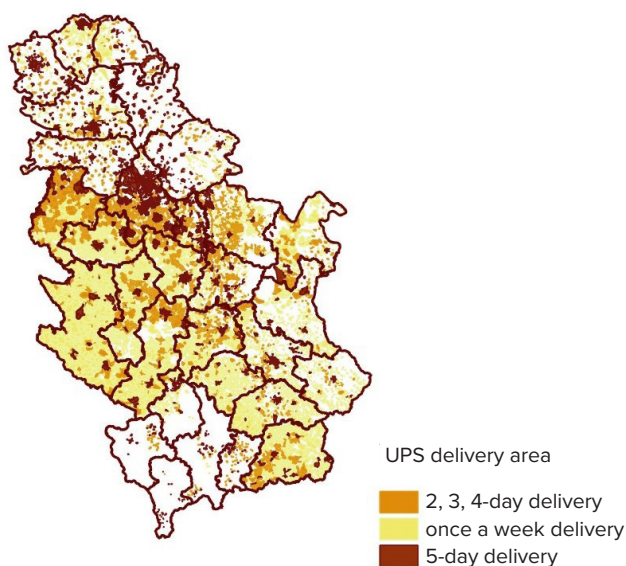 UPS delivery area
2, 3, 4-day delivery
once a week delivery
5-day delivery